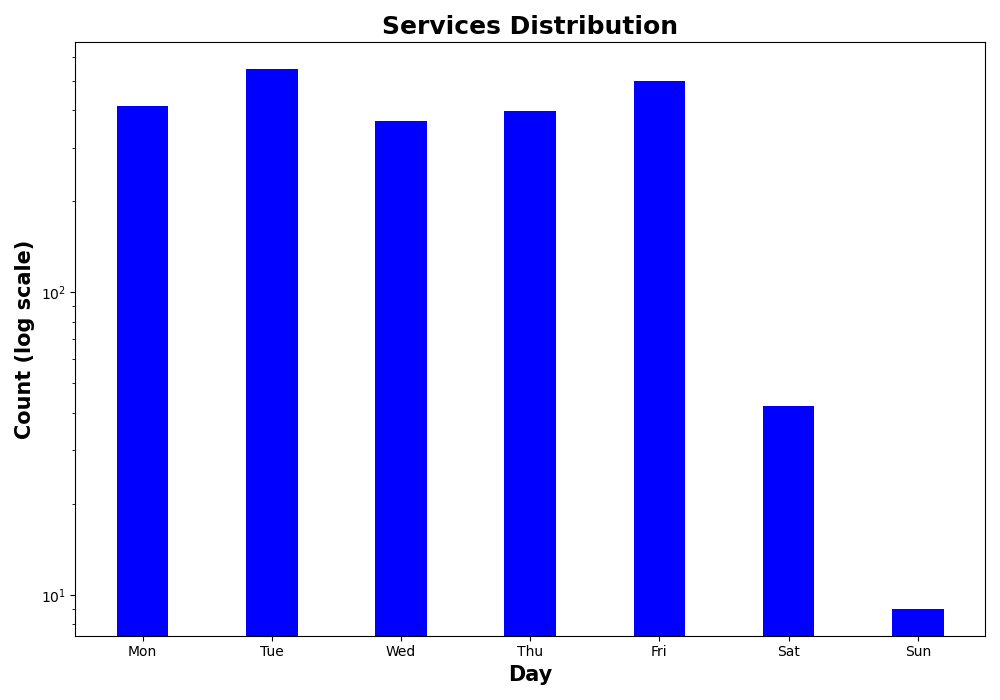 Services Distribution
Count (log scale)
10²
10¹
Mon Tue Wed Thu Fri Sat Sun
Day